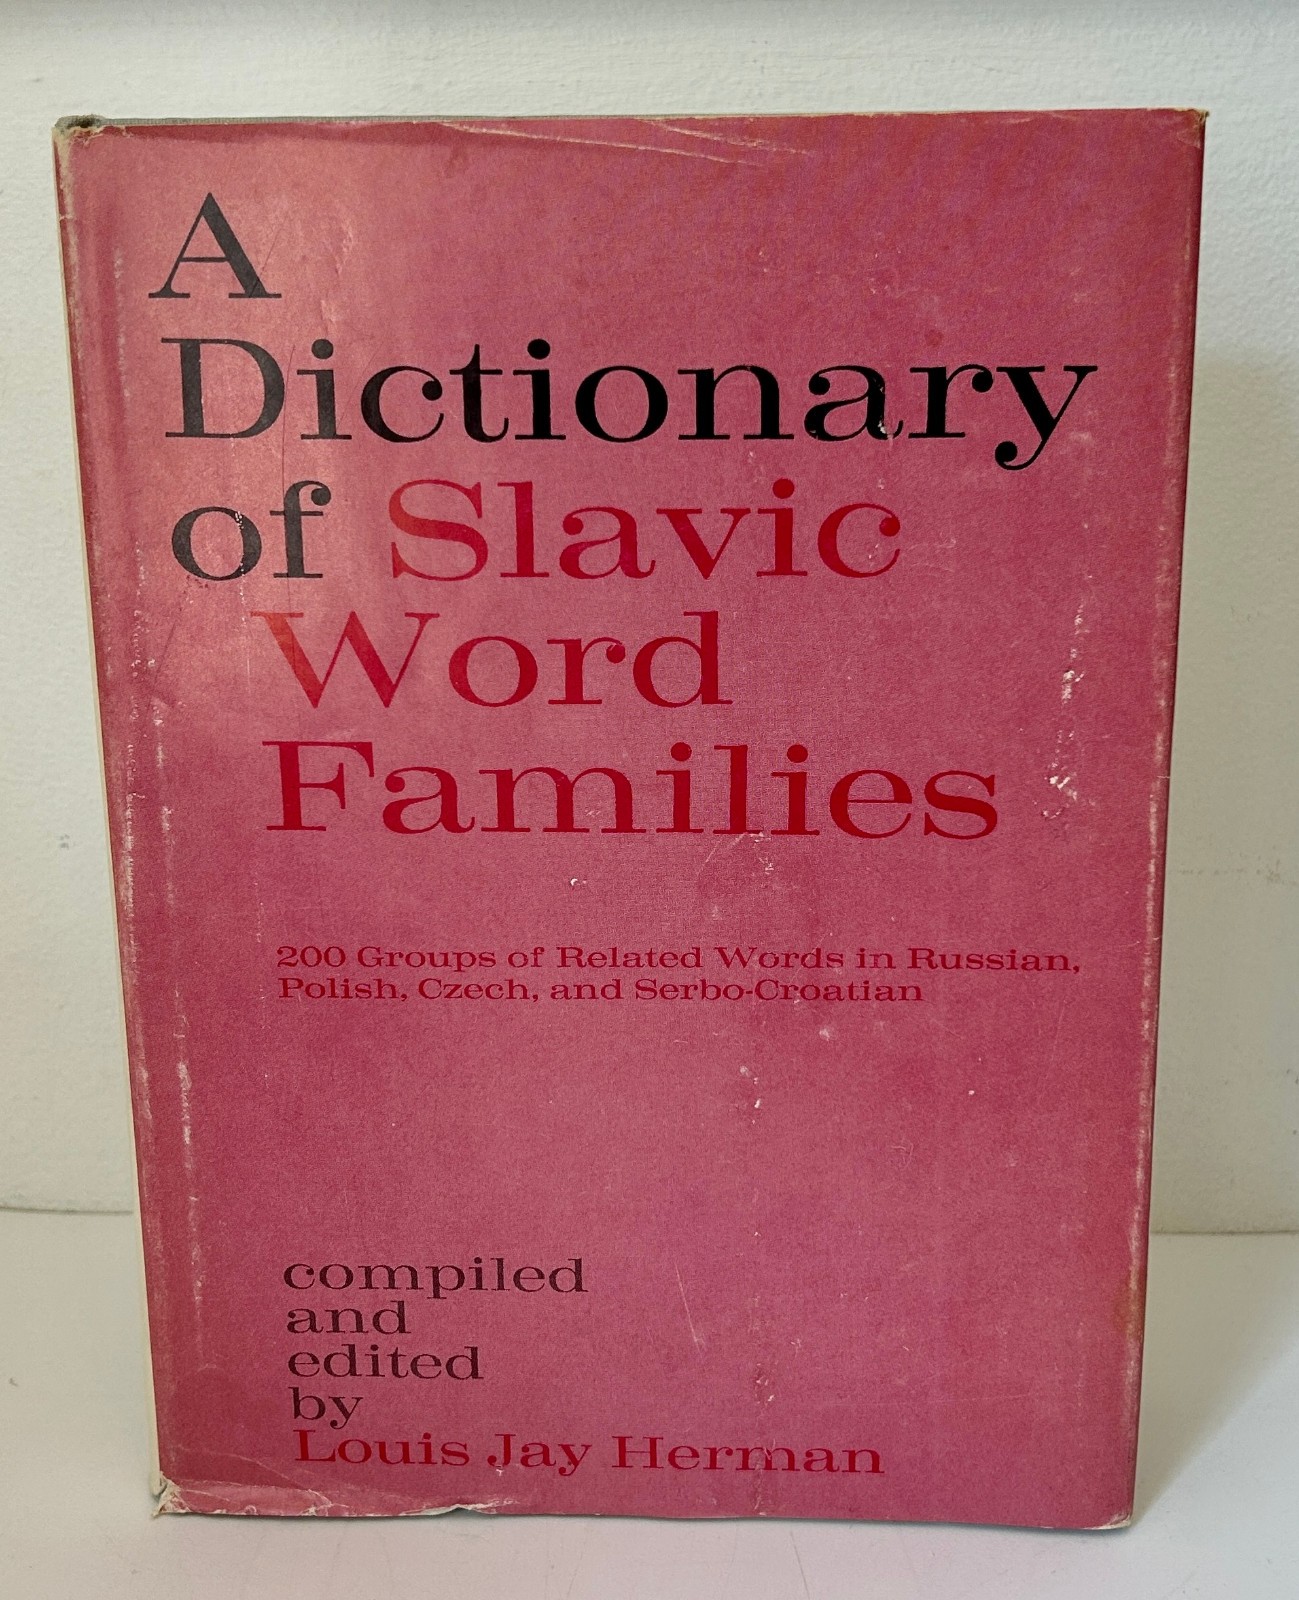 A
Dictionary
of Slavic
Word
Families
200 Groups of Related Words in Russian,
Polish, Czech, and Serbo-Croatian
compiled
and
edited
by
Louis Jay Herman